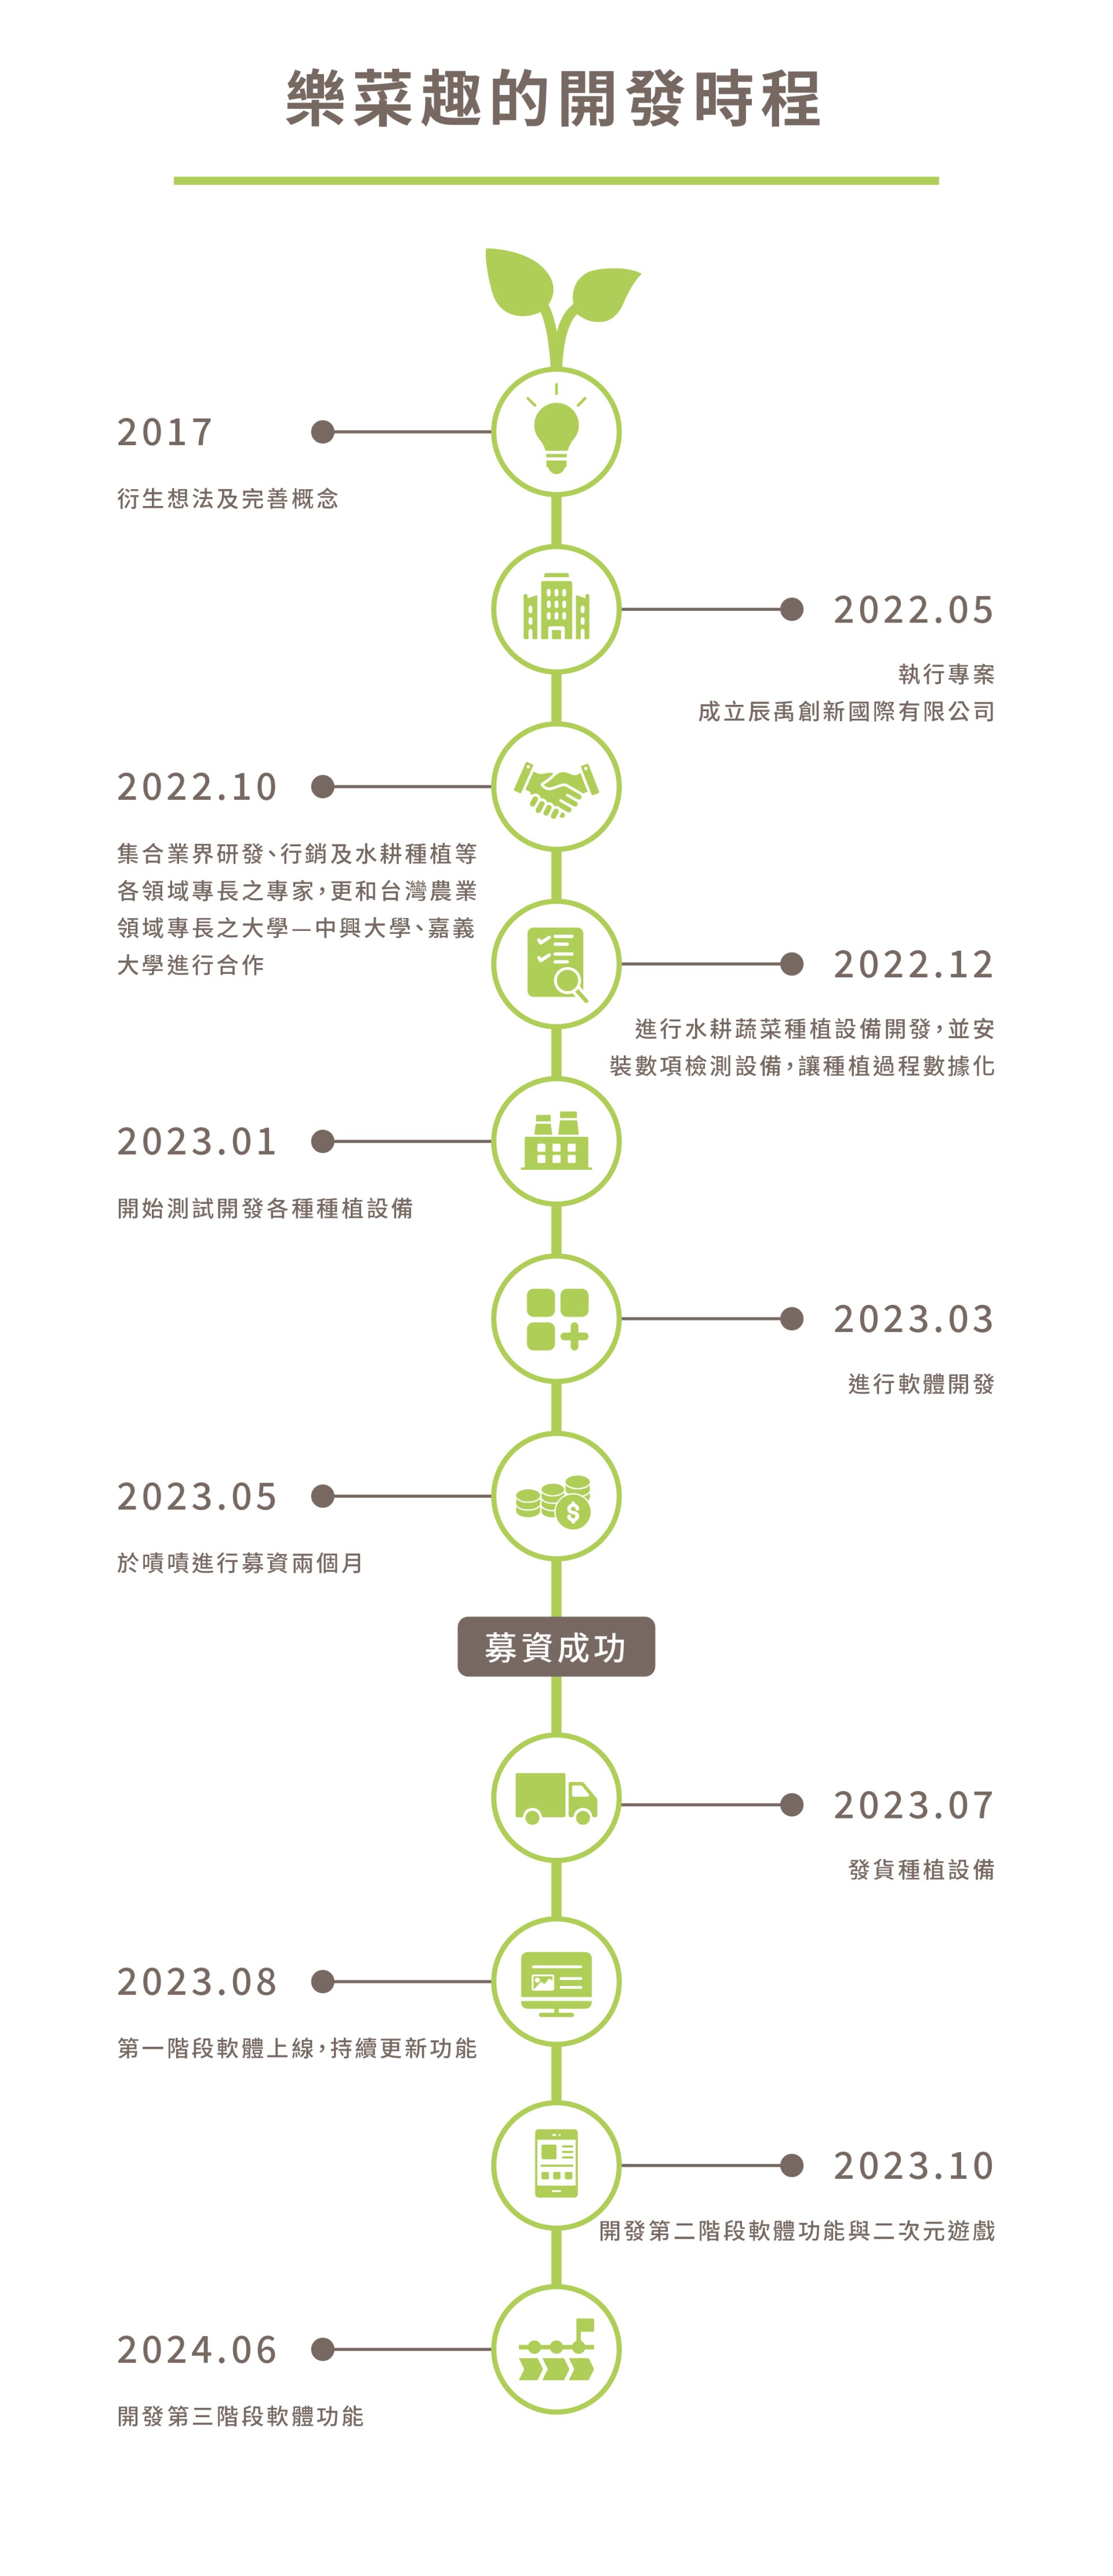 樂菜趣的開發時程
2017
衍生想法及完善概念
2022.05
執行專案
成立辰禹創新國際有限公司
2022.10
集合業界研發、行銷及水耕種植等
各領域專長之專家，更和台灣農業
領域專長之大學—中興大學、嘉義
大學進行合作
2022.12
進行水耕蔬菜種植設備開發，並安
裝數項檢測設備，讓種植過程數據化
2023.01
開始測試開發各種種植設備
2023.03
進行軟體開發
2023.05
於嘖嘖進行募資兩個月
$
募資成功
2023.07
發貨種植設備
2023.08
第一階段軟體上線，持續更新功能
2023.10
開發第二階段軟體功能與二次元遊戲
2024.06
開發第三階段軟體功能